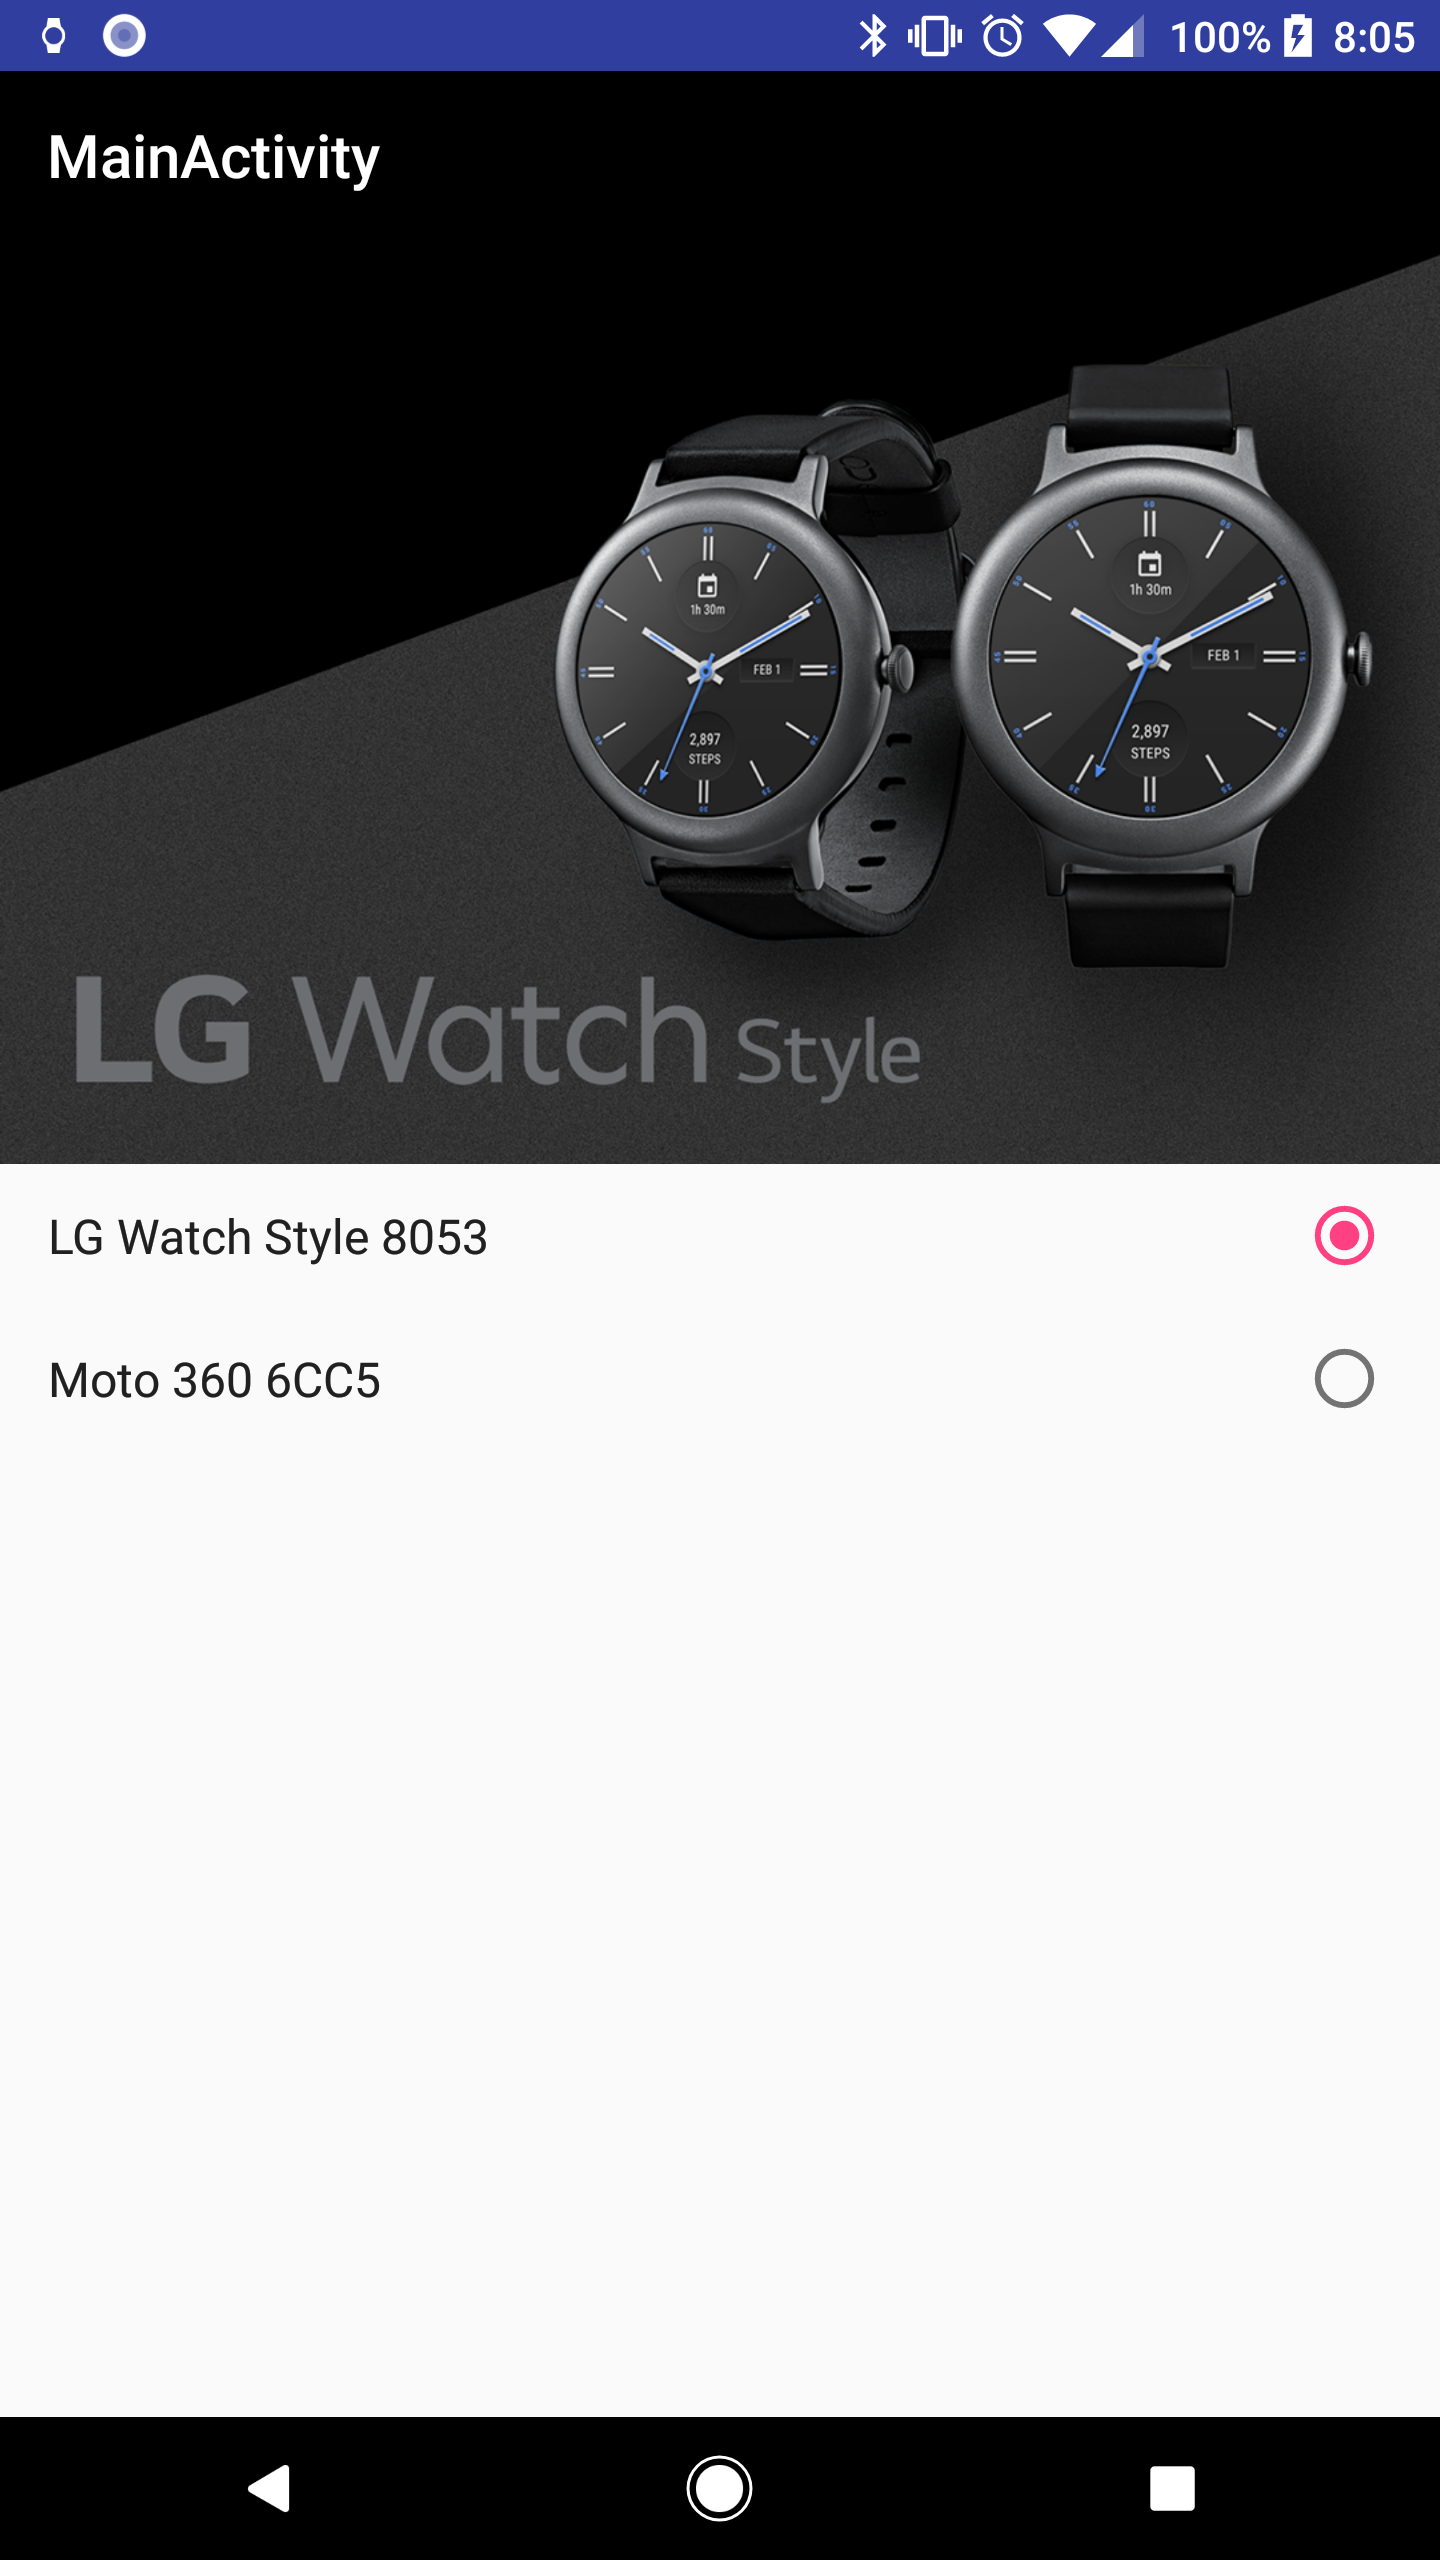 100% 8:05
MainActivity
1h 30m
FEB 1
2,897
STEPS
1h 30m
FEB 1
2,897
STEPS
LG Watch Style
LG Watch Style 8053
Moto 360 6CC5